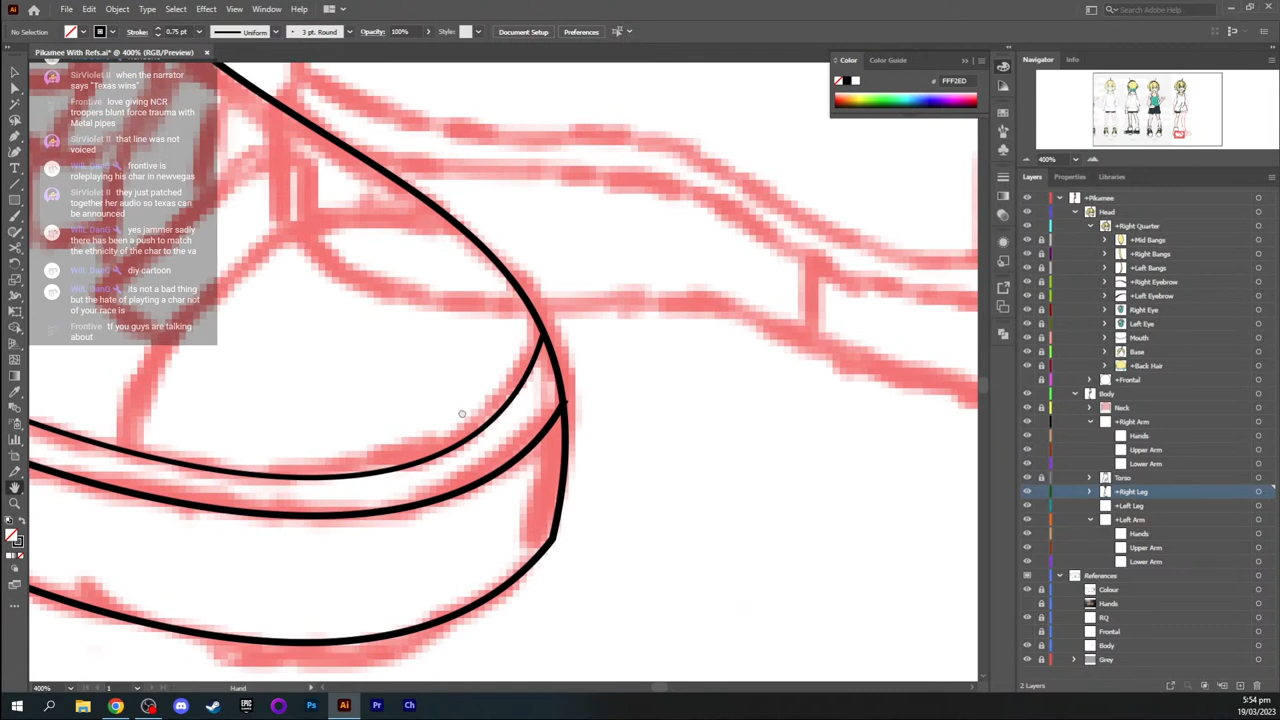 File Edit Object Type Select Effect View Window Help
No Selection Stroke: 0.75 pt Uniform 3 pt. Round Opacity: 100% Style: Document Setup Preferences
Pikamee With Refs.ai* @ 400% (RGB/Preview)
SirViolet II when the narrator
says "Texas wins"
Frontive love giving NCR
troopers blunt force trauma with
Metal pipes
SirViolet II that line was not
voiced
frontive is
roleplaying his char in newvegas
SirViolet II they just patched
together her audio so texas can
be announced
yes jammer sadly
there has been a push to match
the ethnicity of the char to the va
diy cartoon
its not a bad thing
but the hate of playting a char not
of your race is
Frontive tf you guys are talking
about
Color Color Guide
# FFF2ED
Navigator Info
400%
Layers Properties Libraries
+Pikamee
Head
+Right Quarter
+Mid Bangs
+Right Bangs
+Left Bangs
+Right Eyebrow
+Left Eyebrow
Right Eye
Left Eye
Mouth
Base
+Back Hair
+Frontal
Body
Neck
+Right Arm
Hands
Upper Arm
Lower Arm
Torso
+Right Leg
+Left Leg
+Left Arm
Hands
Upper Arm
Lower Arm
References
Colour
Hands
RQ
Frontal
Body
Grey
2 Layers
400% 1 Hand
Ps Ai Pr Ch
EPIC
5:54 pm
19/03/2023